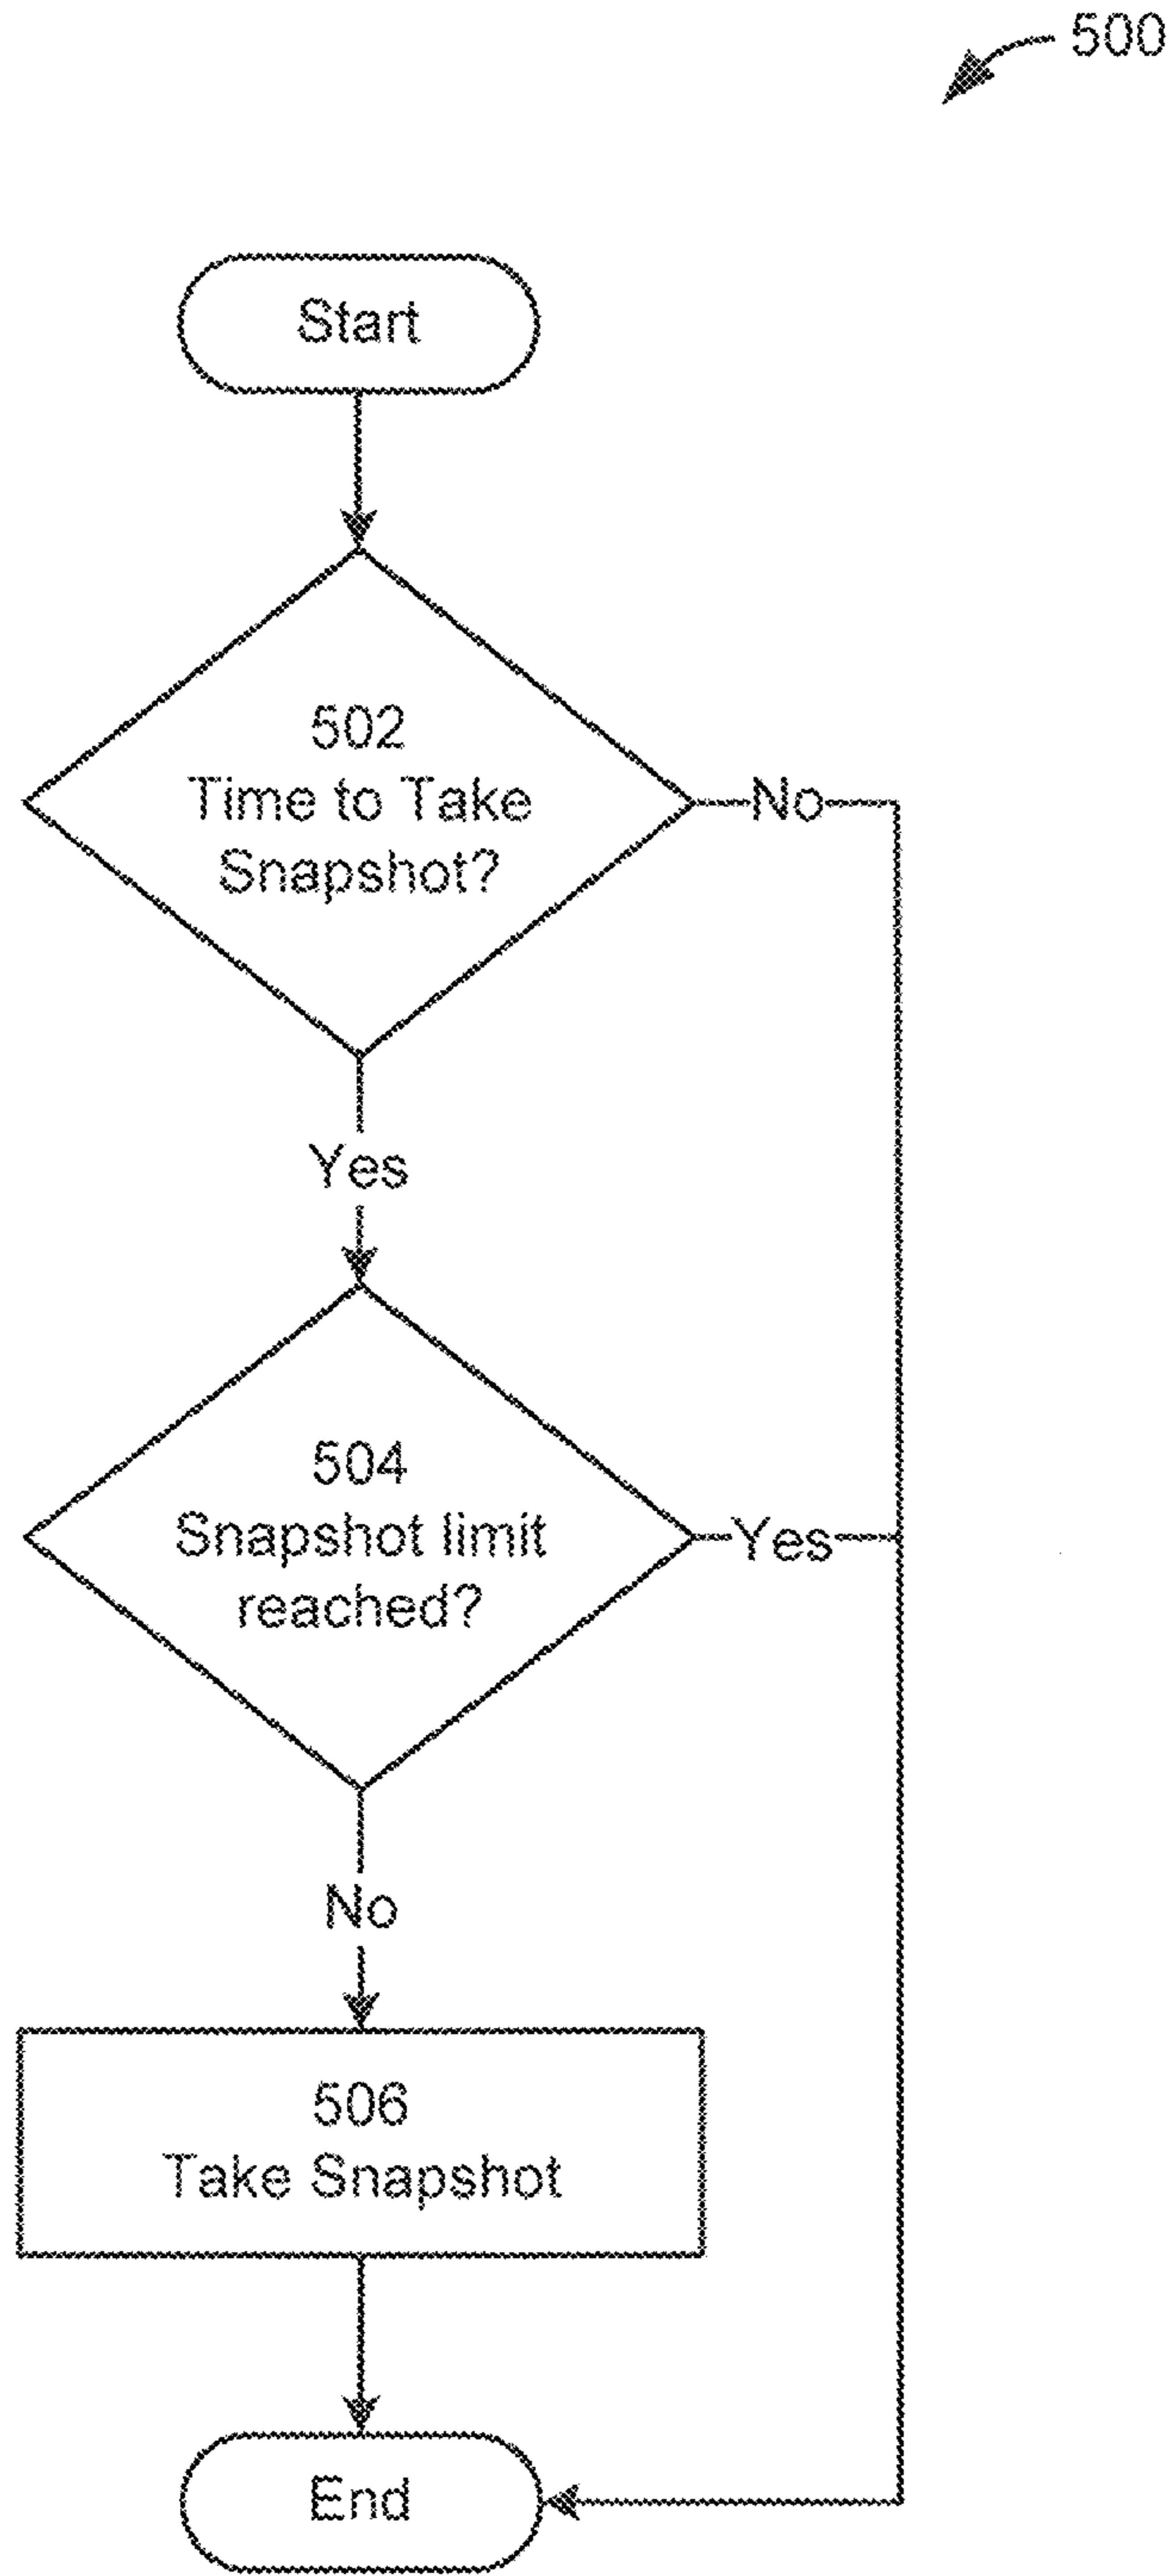 500
Start
502
Time to Take
Snapshot?
No
Yes
504
Snapshot limit
reached?
Yes
No
506
Take Snapshot
End